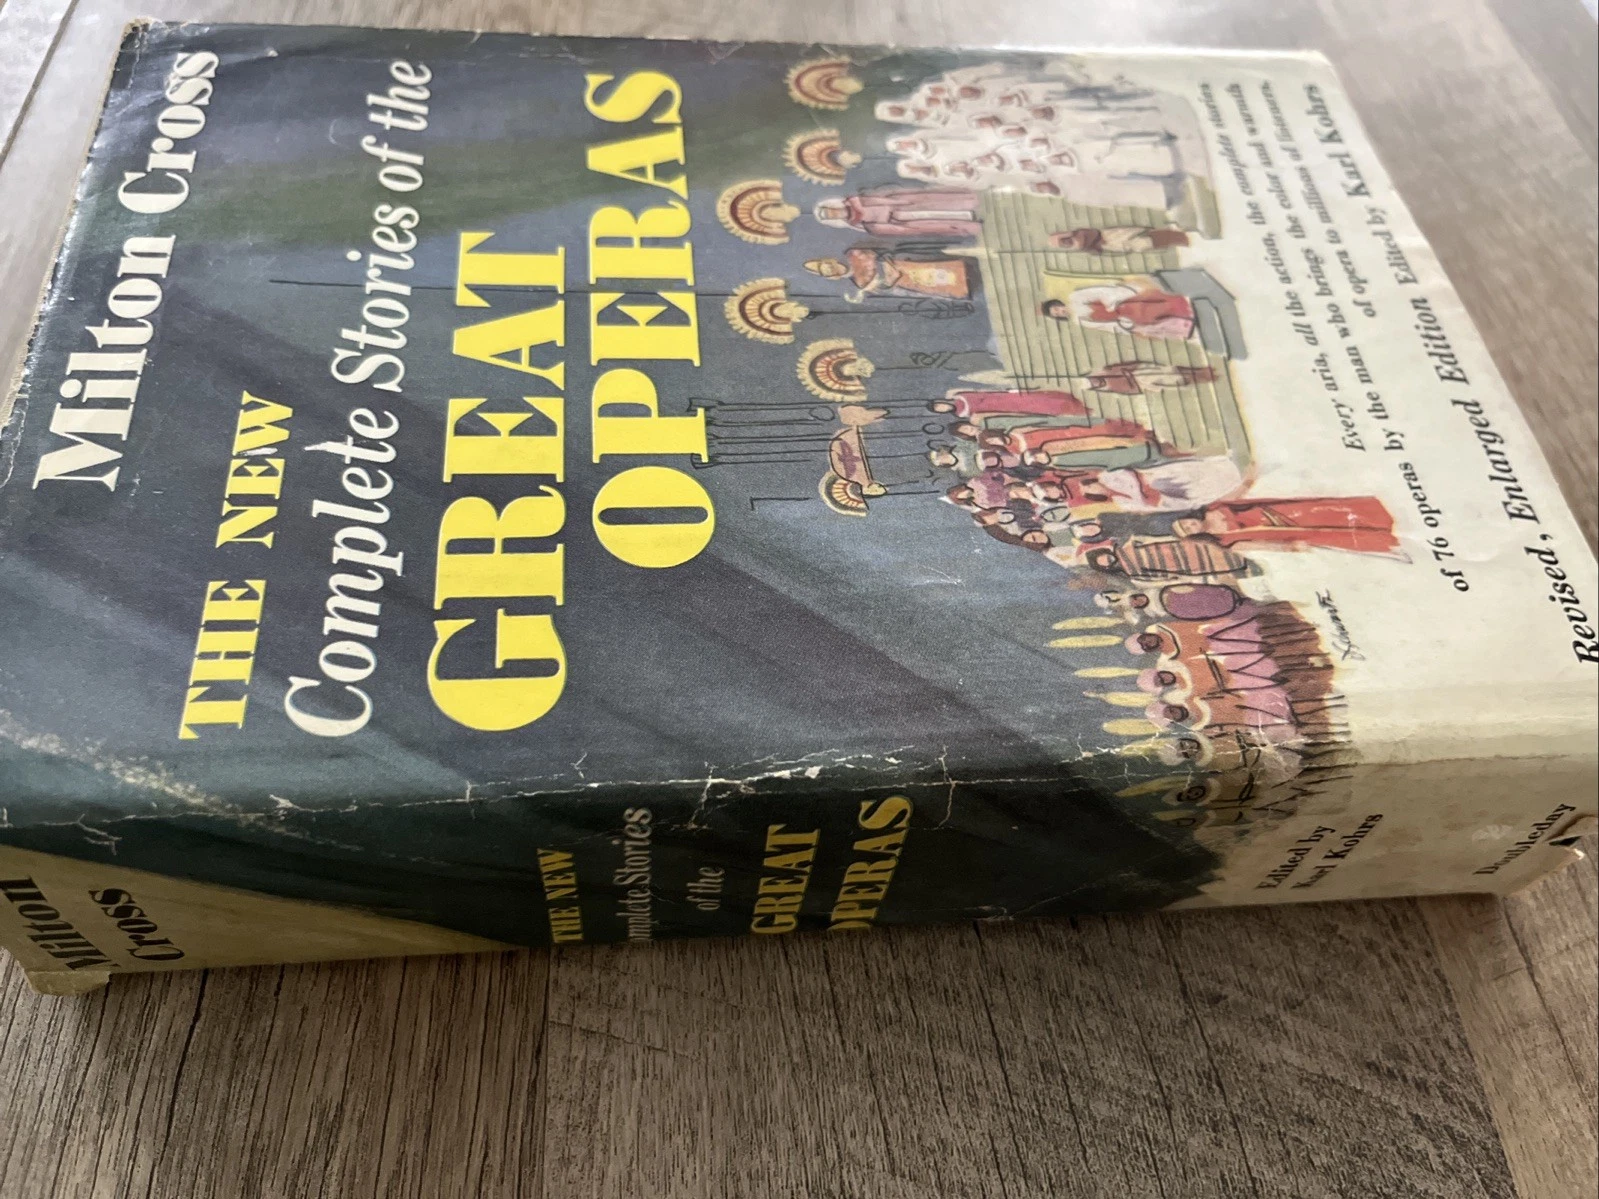 Milton Cross
THE NEW
Complete Stories of the
GREAT
OPERAS
Every aria, all the action, the complete stories
of 76 operas by the man who brings the color and warmth
of opera to millions of listeners.
Revised, Enlarged Edition Edited by Karl Kohrs
Milton
Cross
THE NEW
Stories
of the
GREAT
OPERAS
Edited by
Karl Kohrs
Doubleday